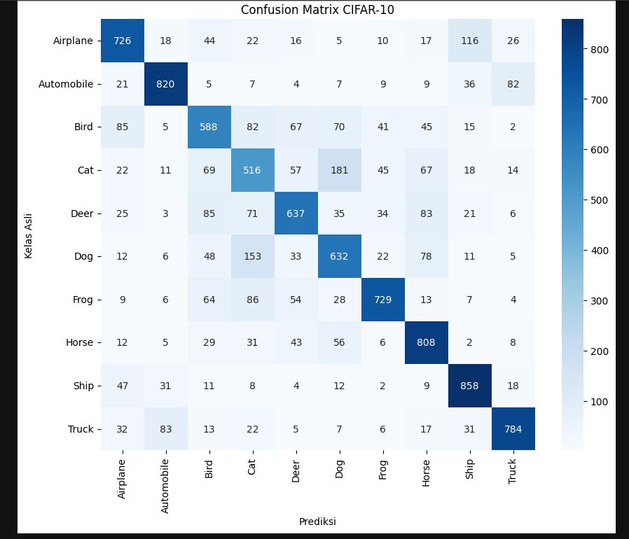 Confusion Matrix CIFAR-10
Airplane 726 18 44 22 16 5 10 17 116 26
Automobile 21 820 5 7 4 7 9 9 36 82
Bird 85 5 588 82 67 70 41 45 15 2
Cat 22 11 69 516 57 181 45 67 18 14
Deer 25 3 85 71 637 35 34 83 21 6
Dog 12 6 48 153 33 632 22 78 11 5
Frog 9 6 64 86 54 28 729 13 7 4
Horse 12 5 29 31 43 56 6 808 2 8
Ship 47 31 11 8 4 12 2 9 858 18
Truck 32 83 13 22 5 7 6 17 31 784
Airplane Automobile Bird Cat Deer Dog Frog Horse Ship Truck
Prediksi
Kelas Asli
800
700
600
500
400
300
200
100